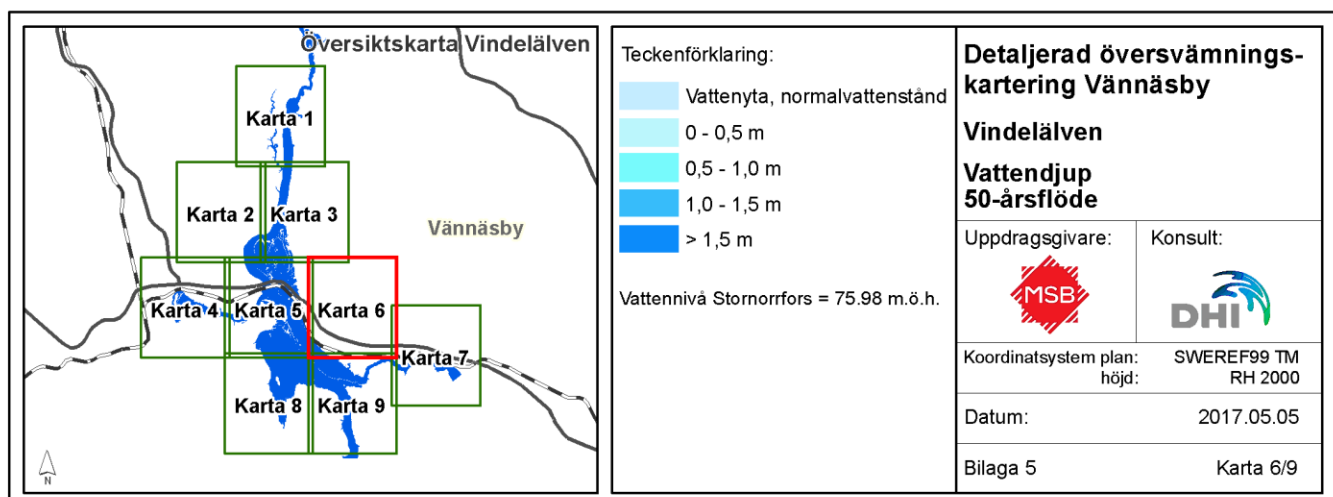 Översiktskarta Vindelälven
Karta 1
Karta 2
Karta 3
Vännäsby
Karta 4
Karta 5
Karta 6
Karta 7
Karta 8
Karta 9
N
Teckenförklaring:
Vattenyta, normalvattenstånd
0 - 0,5 m
0,5 - 1,0 m
1,0 - 1,5 m
> 1,5 m
Vattennivå Stornorrfors = 75.98 m.ö.h.
Detaljerad översvämnings-
kartering Vännäsby
Vindelälven
Vattendjup
50-årsflöde
Uppdragsgivare:
Konsult:
MSB
DHI
Koordinatsystem plan: SWEREF99 TM
höjd: RH 2000
Datum: 2017.05.05
Bilaga 5 Karta 6/9